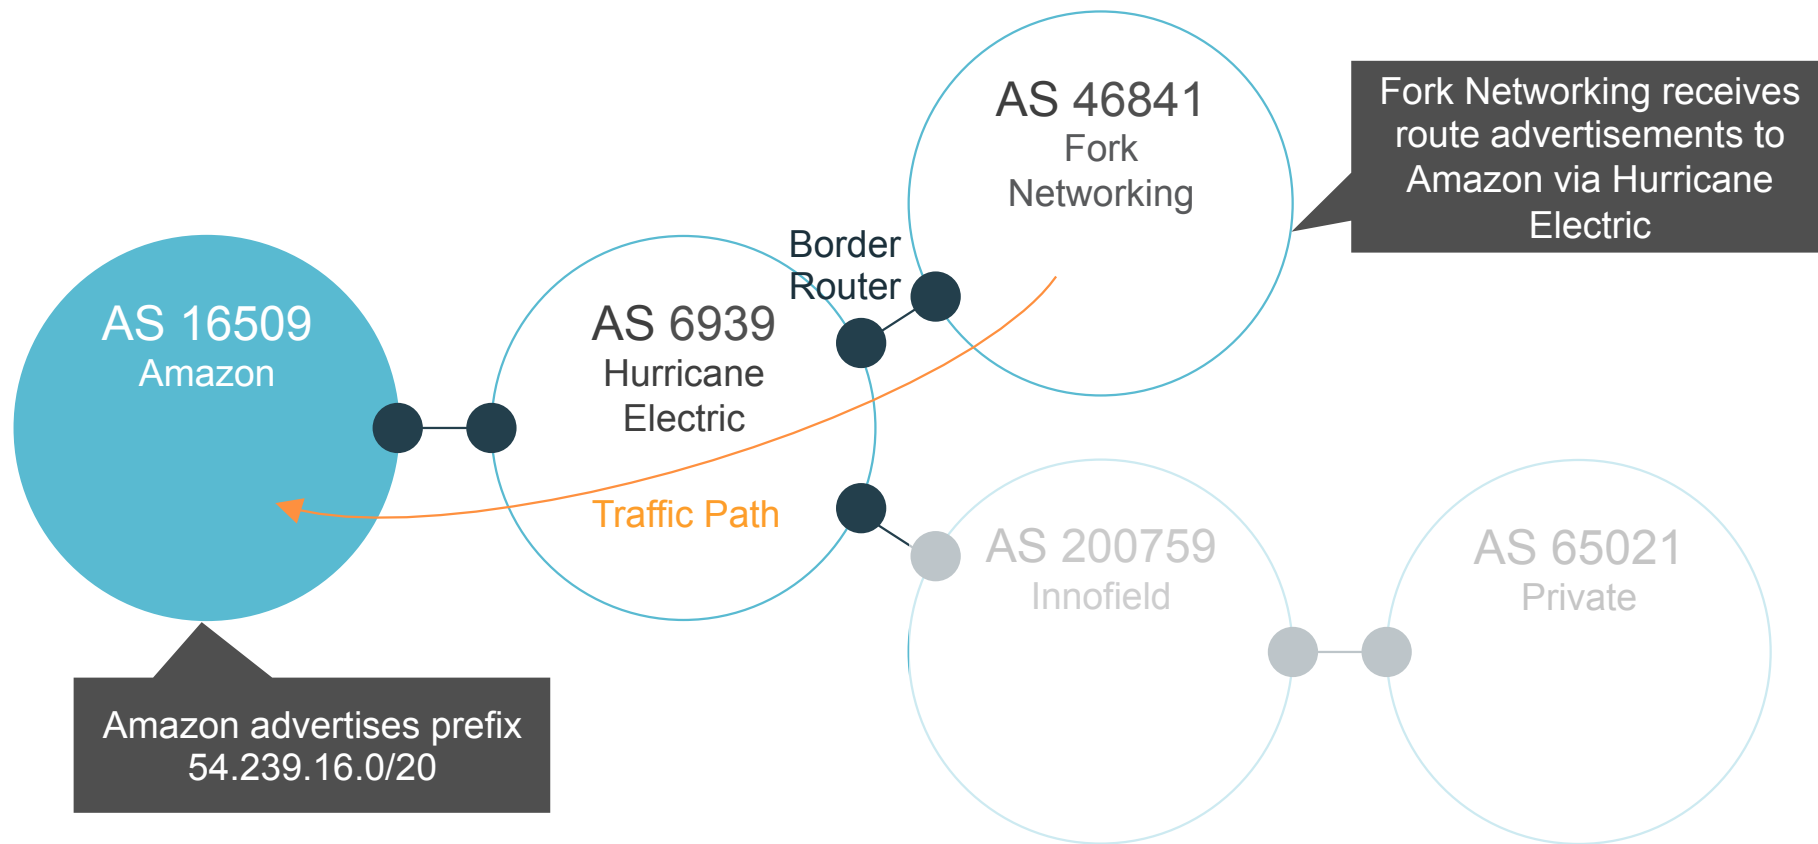 AS 46841
Fork
Networking
Fork Networking receives
route advertisements to
Amazon via Hurricane
Electric
Border
Router
AS 16509
Amazon
AS 6939
Hurricane
Electric
Traffic Path
AS 200759
Innofield
AS 65021
Private
Amazon advertises prefix
54.239.16.0/20